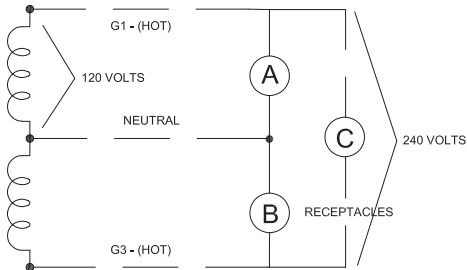 G1 - (HOT)
A
120 VOLTS
NEUTRAL
C
240 VOLTS
B
RECEPTACLES
G3 - (HOT)